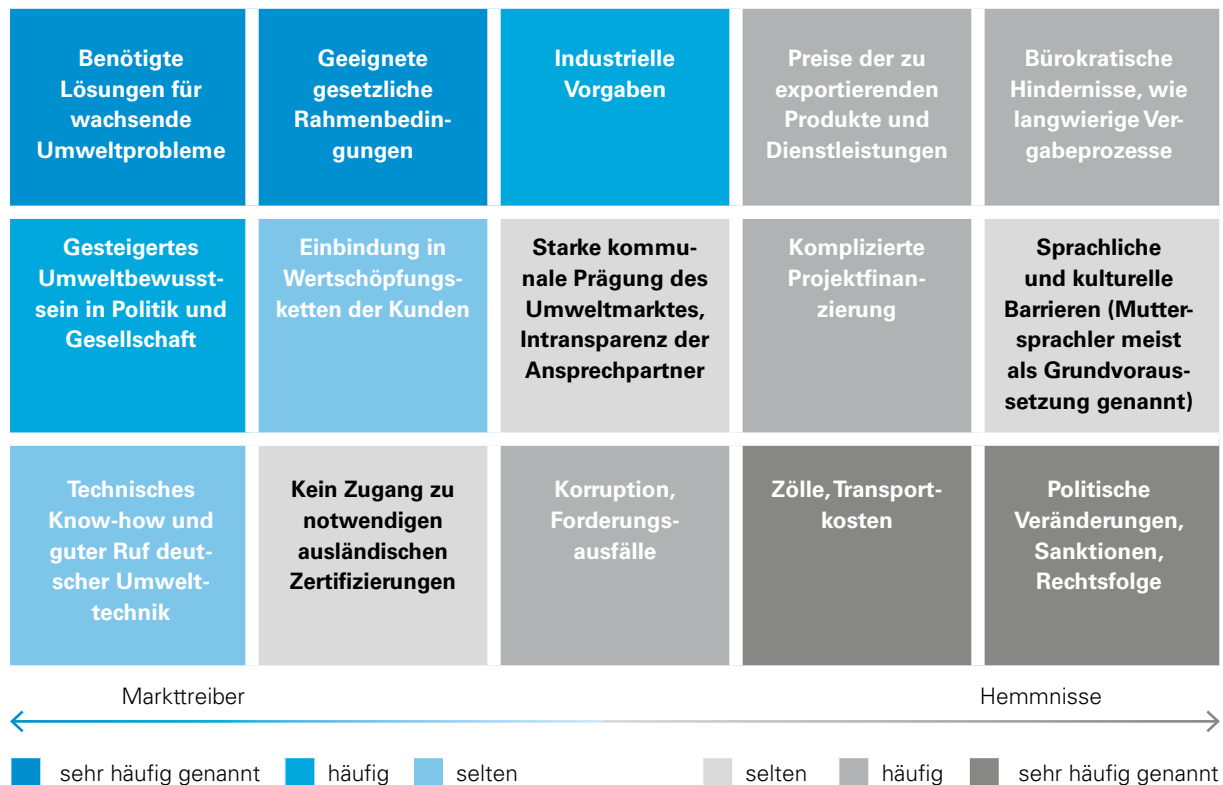 Benötigte
Lösungen für
wachsende
Umweltprobleme
Geeignete
gesetzliche
Rahmenbedin-
gungen
Industrielle
Vorgaben
Preise der zu
exportierenden
Produkte und
Dienstleistungen
Bürokratische
Hindernisse, wie
langwierige Ver-
gabeprozesse
Gesteigertes
Umweltbewusst-
sein in Politik und
Gesellschaft
Einbindung in
Wertschöpfungs-
ketten der Kunden
Starke kommu-
nale Prägung des
Umweltmarktes,
Intransparenz der
Ansprechpartner
Komplizierte
Projektfinan-
zierung
Sprachliche
und kulturelle
Barrieren (Mutter-
sprachler meist
als Grundvoraus-
setzung genannt)
Technisches
Know-how und
guter Ruf deut-
scher Umwelt-
technik
Kein Zugang zu
notwendigen
ausländischen
Zertifizierungen
Korruption,
Forderungs-
ausfälle
Zölle, Transport-
kosten
Politische
Veränderungen,
Sanktionen,
Rechtsfolge
Markttreiber
Hemmnisse
sehr häufig genannt
häufig
selten
selten
häufig
sehr häufig genannt